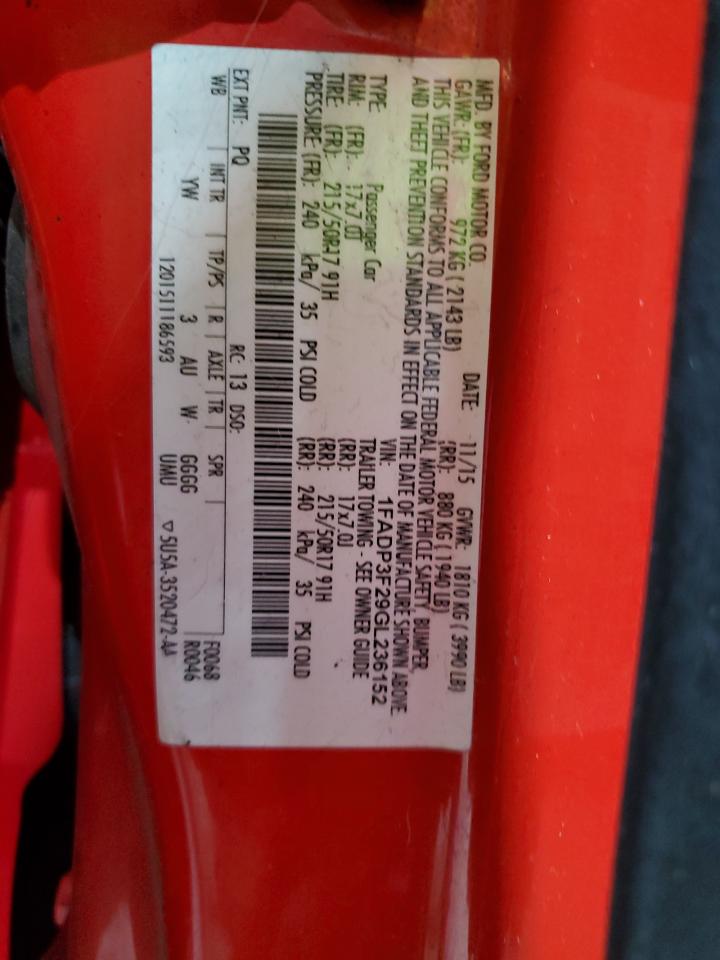 MFD. BY FORD MOTOR CO.
DATE: 11/15 GVWR: 1810 KG ( 3990 LB)
GAWR: (FR): 972 KG ( 2143 LB) (RR): 880 KG ( 1940 LB)
THIS VEHICLE CONFORMS TO ALL APPLICABLE FEDERAL MOTOR VEHICLE SAFETY, BUMPER,
AND THEFT PREVENTION STANDARDS IN EFFECT ON THE DATE OF MANUFACTURE SHOWN ABOVE.
VIN: 1FADP3F29GL236152
TYPE: Passenger Car TRAILER TOWING - SEE OWNER GUIDE
RIM: (FR): 17x7.0J (RR): 17x7.0J
TIRE (FR): 215/50R17 91H (RR): 215/50R17 91H
PRESSURE (FR): 240 kPa/ 35 PSI COLD (RR): 240 kPa/ 35 PSI COLD
EXT PNT: PQ RC: 13 DSO: F0068
WB | INT TR | TP/PS | R | AXLE | TR | SPR | R0046
YW 3 AU W GGGG
1201511186593 UMU ▽5U5A-3520472-AA